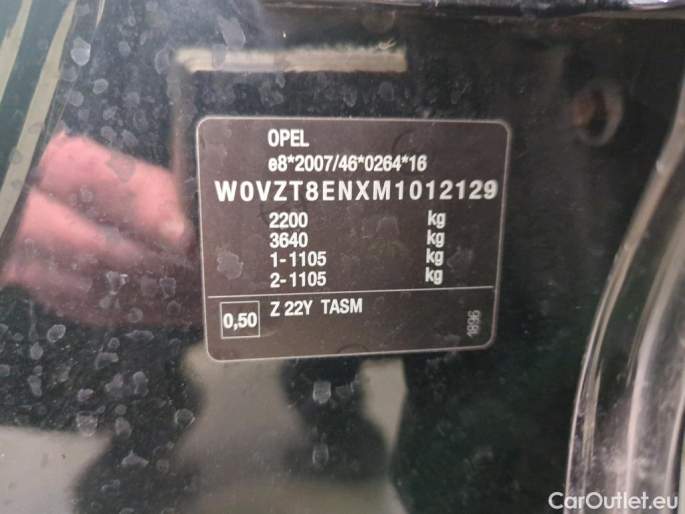 OPEL
e8*2007/46*0264*16
W0VZT8ENXM1012129
2200 kg
3640 kg
1-1105 kg
2-1105 kg
0,50 Z 22Y TASM
1896
CarOutlet.eu